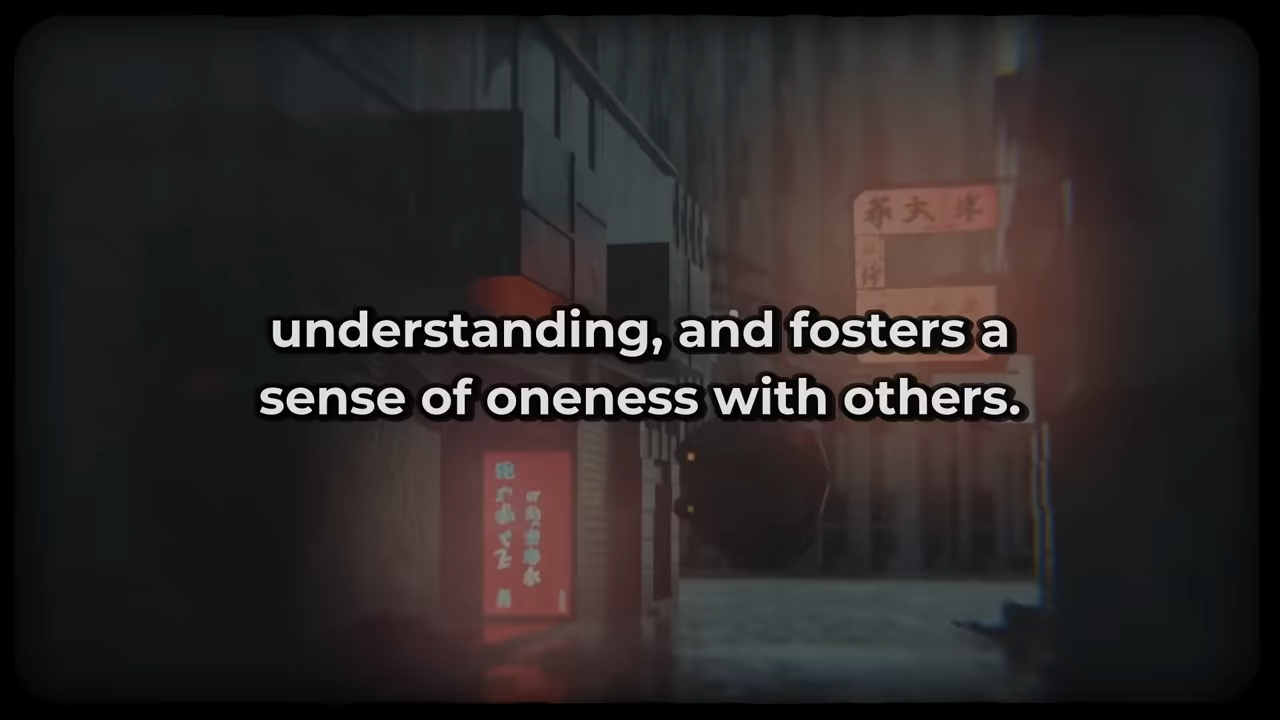 understanding, and fosters a
sense of oneness with others.